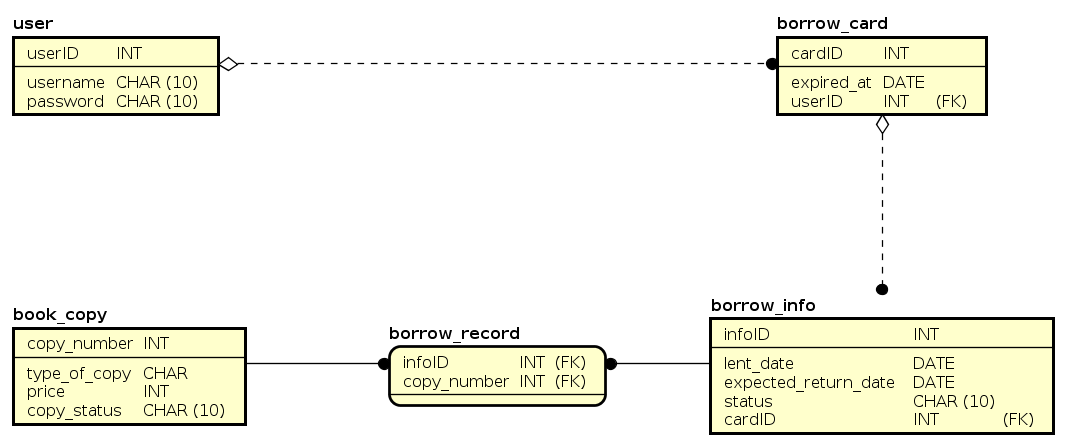 user
userID INT
username CHAR (10)
password CHAR (10)
borrow_card
cardID INT
expired_at DATE
userID INT (FK)
book_copy
copy_number INT
type_of_copy CHAR
price INT
copy_status CHAR (10)
borrow_record
infoID INT (FK)
copy_number INT (FK)
borrow_info
infoID INT
lent_date DATE
expected_return_date DATE
status CHAR (10)
cardID INT (FK)